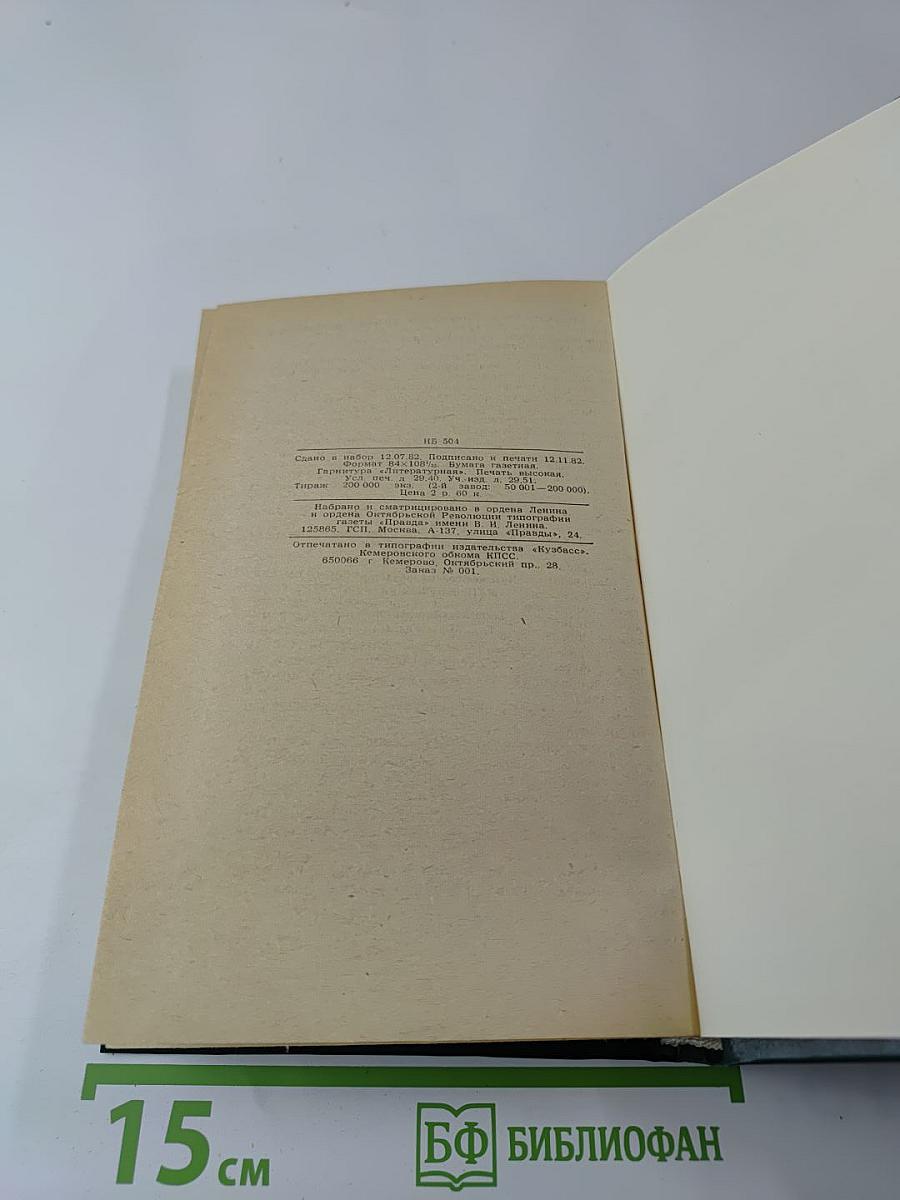 ИБ 504
Сдано в набор 12.07.82. Подписано к печати 12.11.82.
Формат 84×108¹/₃₂. Бумага газетная.
Гарнитура «Литературная». Печать высокая.
Усл. печ. л. 29,40. Уч.-изд. л. 29,51.
Тираж 200 000 экз. (2-й завод: 50 001—200 000).
Цена 2 р. 60 к.
Набрано и сматрицировано в ордена Ленина
и ордена Октябрьской Революции типографии
газеты «Правда» имени В. И. Ленина.
125865, ГСП, Москва, А-137, улица «Правды», 24.
Отпечатано в типографии издательства «Кузбасс».
Кемеровского обкома КПСС.
650066 г. Кемерово, Октябрьский пр., 28.
Заказ № 001.
15 см
БФ БИБЛИОФАН